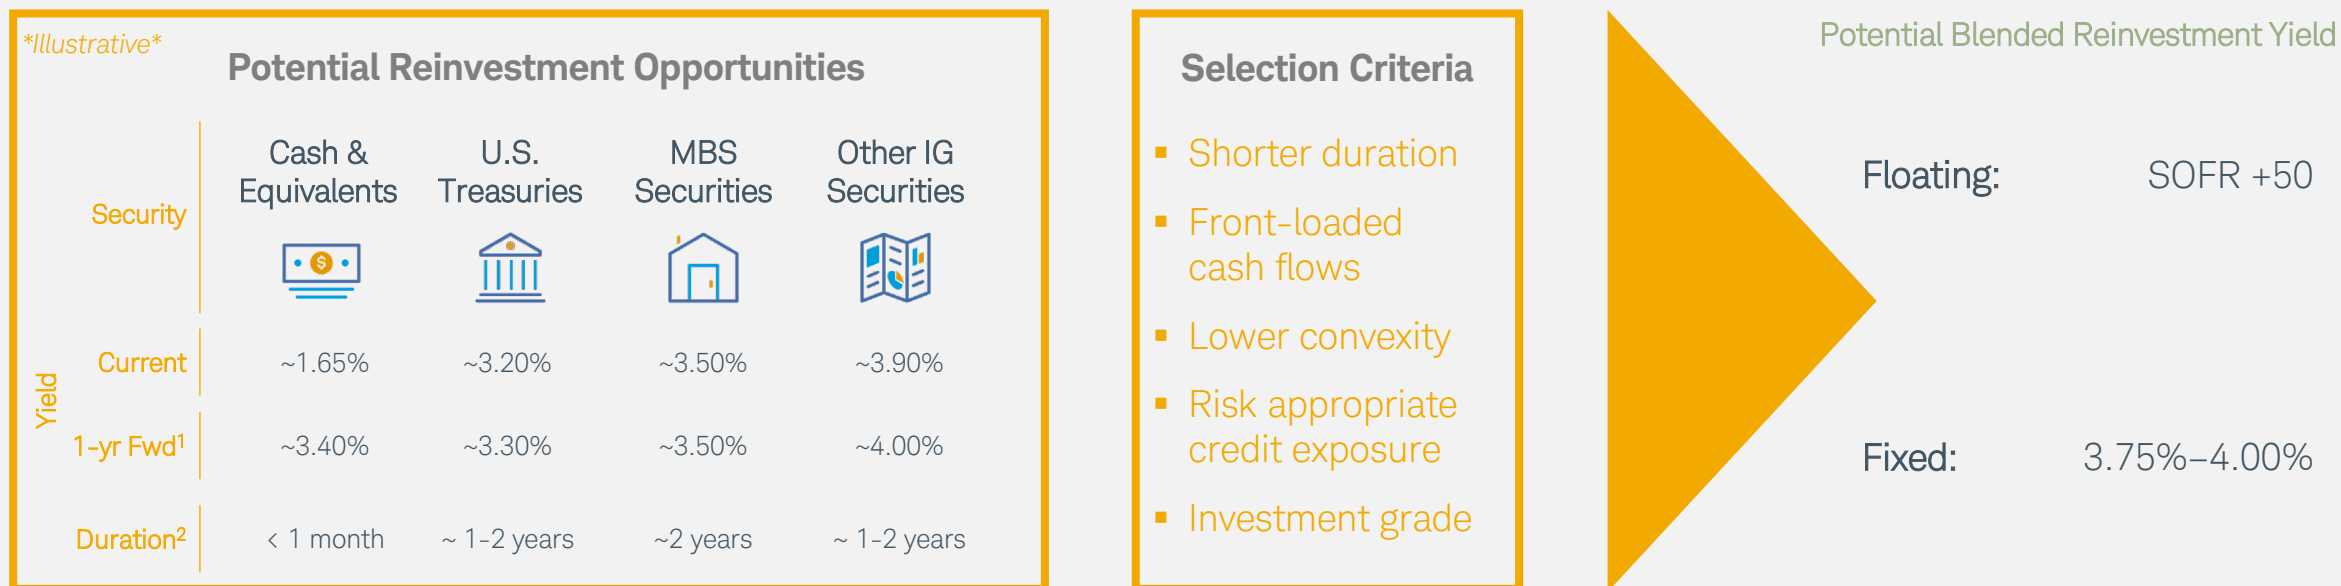 *Illustrative*
Potential Reinvestment Opportunities
Security
Cash &
Equivalents
U.S.
Treasuries
MBS
Securities
Other IG
Securities
Yield
Current ~1.65% ~3.20% ~3.50% ~3.90%
1-yr Fwd¹ ~3.40% ~3.30% ~3.50% ~4.00%
Duration² < 1 month ~ 1-2 years ~2 years ~ 1-2 years
Selection Criteria
▪ Shorter duration
▪ Front-loaded
cash flows
▪ Lower convexity
▪ Risk appropriate
credit exposure
▪ Investment grade
Potential Blended Reinvestment Yield
Floating: SOFR +50
Fixed: 3.75%–4.00%